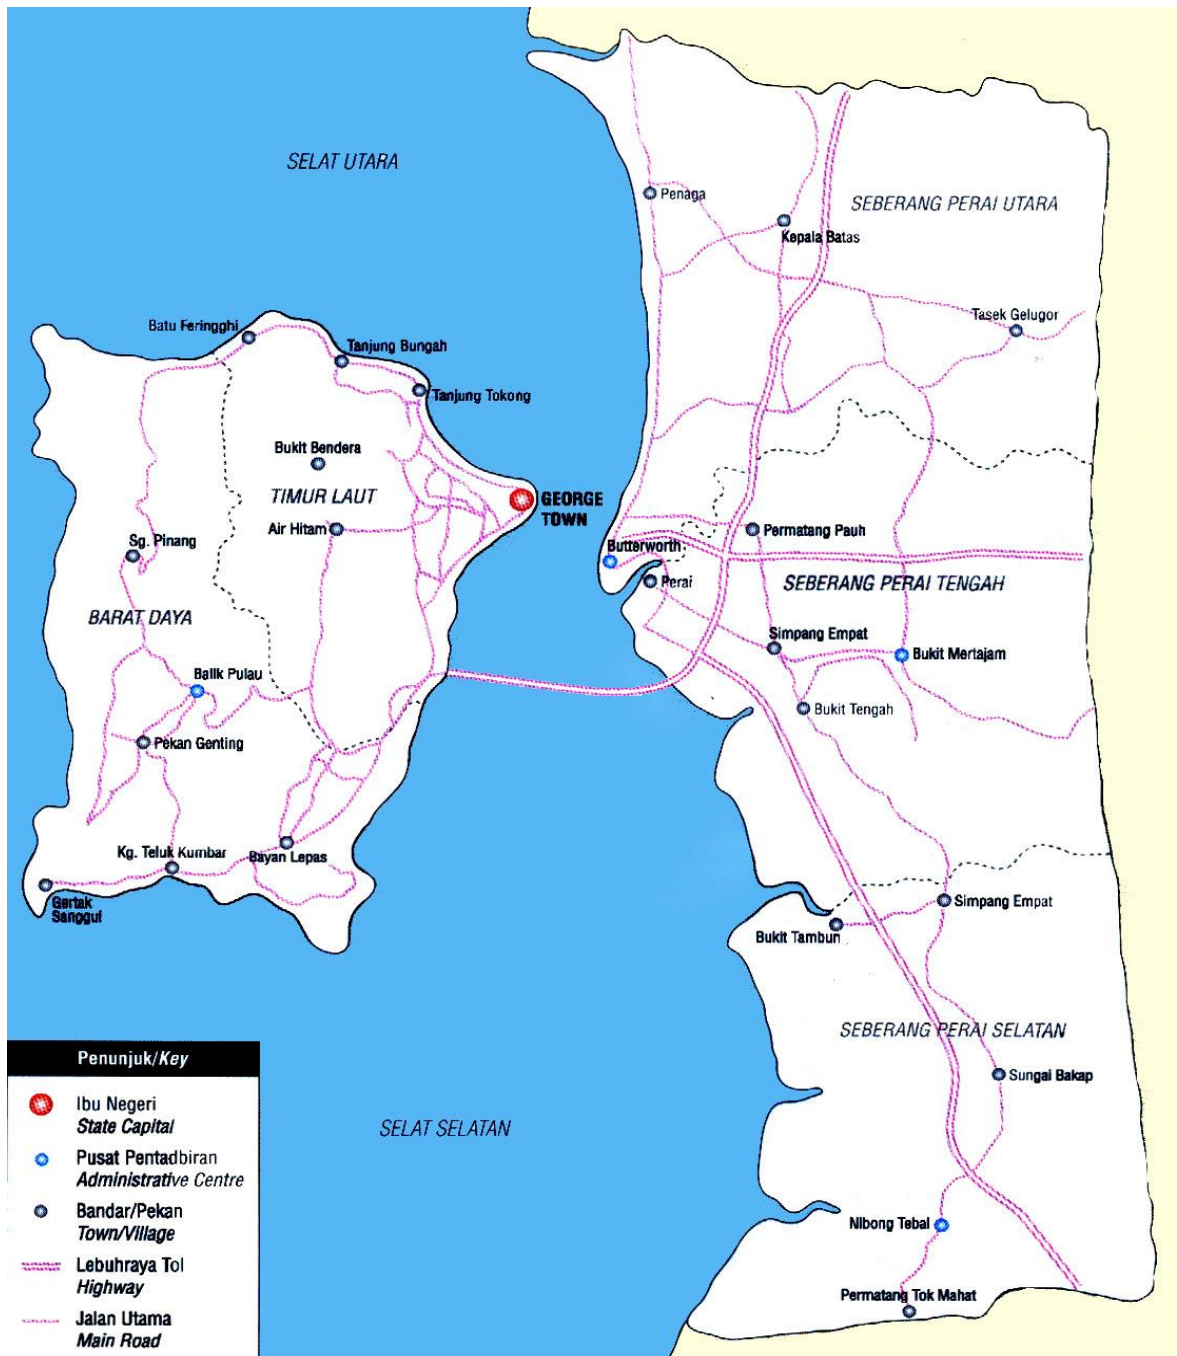 SELAT UTARA
Penaga
SEBERANG PERAI UTARA
Kepala Batas
Tasek Gelugor
Batu Feringghi
Tanjung Bungah
Tanjung Tokong
Bukit Bendera
TIMUR LAUT
GEORGE
TOWN
Air Hitam
Permatang Pauh
Sg. Pinang
Butterworth
Perai
SEBERANG PERAI TENGAH
BARAT DAYA
Simpang Empat
Bukit Mertajam
Balik Pulau
Bukit Tengah
Pekan Genting
Kg. Teluk Kumbar
Bayan Lepas
Gertak
Sanggul
Simpang Empat
Bukit Tambun
SEBERANG PERAI SELATAN
Sungai Bakap
SELAT SELATAN
Nibong Tebal
Permatang Tok Mahat
Penunjuk/Key
Ibu Negeri
State Capital
Pusat Pentadbiran
Administrative Centre
Bandar/Pekan
Town/Village
Lebuhraya Tol
Highway
Jalan Utama
Main Road